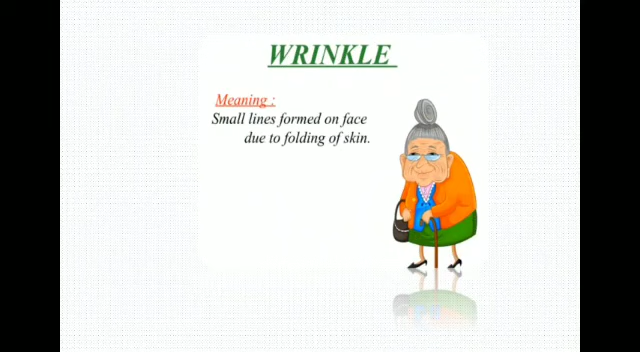 WRINKLE
Meaning :
Small lines formed on face
due to folding of skin.